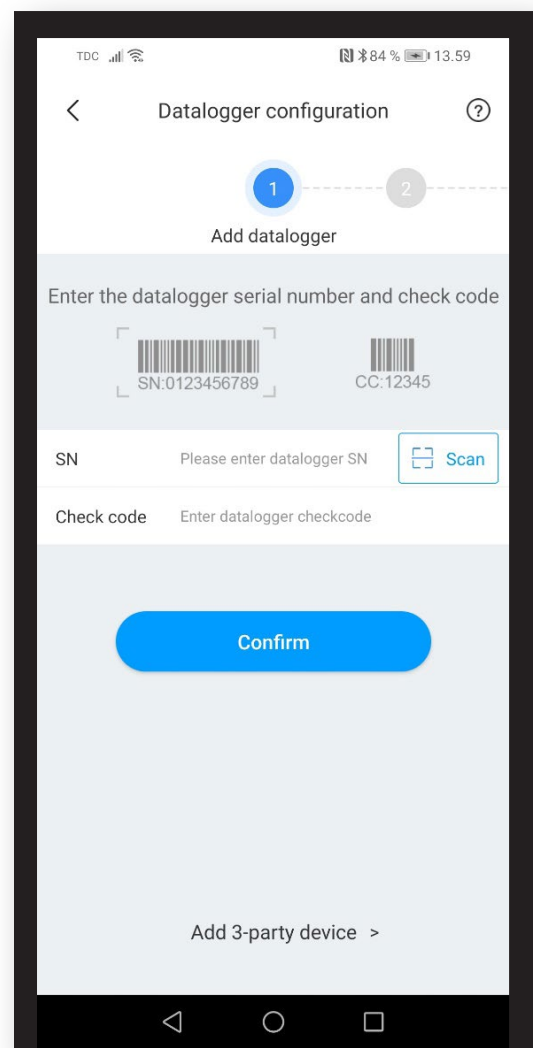 TDC 84 % 13.59
Datalogger configuration ?
1 2
Add datalogger
Enter the datalogger serial number and check code
SN:0123456789 CC:12345
SN Please enter datalogger SN Scan
Check code Enter datalogger checkcode
Confirm
Add 3-party device >